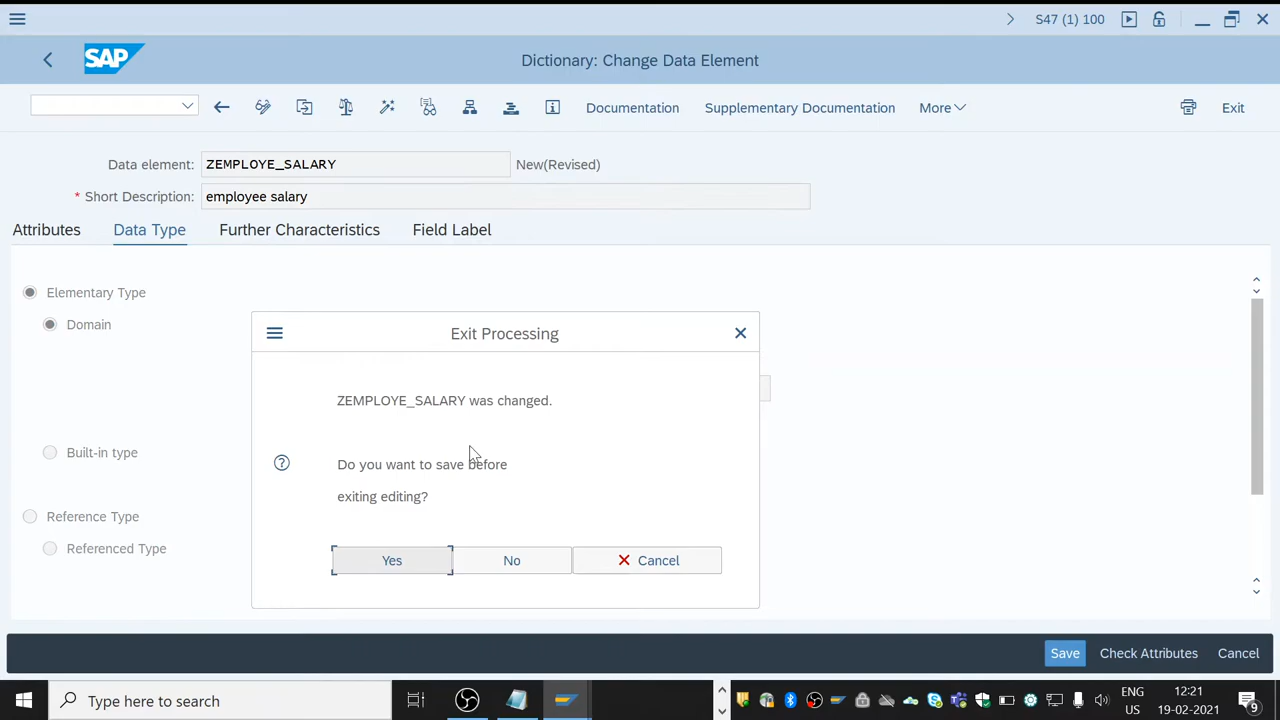 S47 (1) 100
SAP
Dictionary: Change Data Element
Documentation Supplementary Documentation More Exit
Data element: ZEMPLOYE_SALARY New(Revised)
* Short Description: employee salary
Attributes Data Type Further Characteristics Field Label
Elementary Type
Domain
Exit Processing
ZEMPLOYE_SALARY was changed.
Built-in type
Do you want to save before
exiting editing?
Reference Type
Referenced Type
Yes No Cancel
Save Check Attributes Cancel
Type here to search
ENG 12:21
US 19-02-2021
9